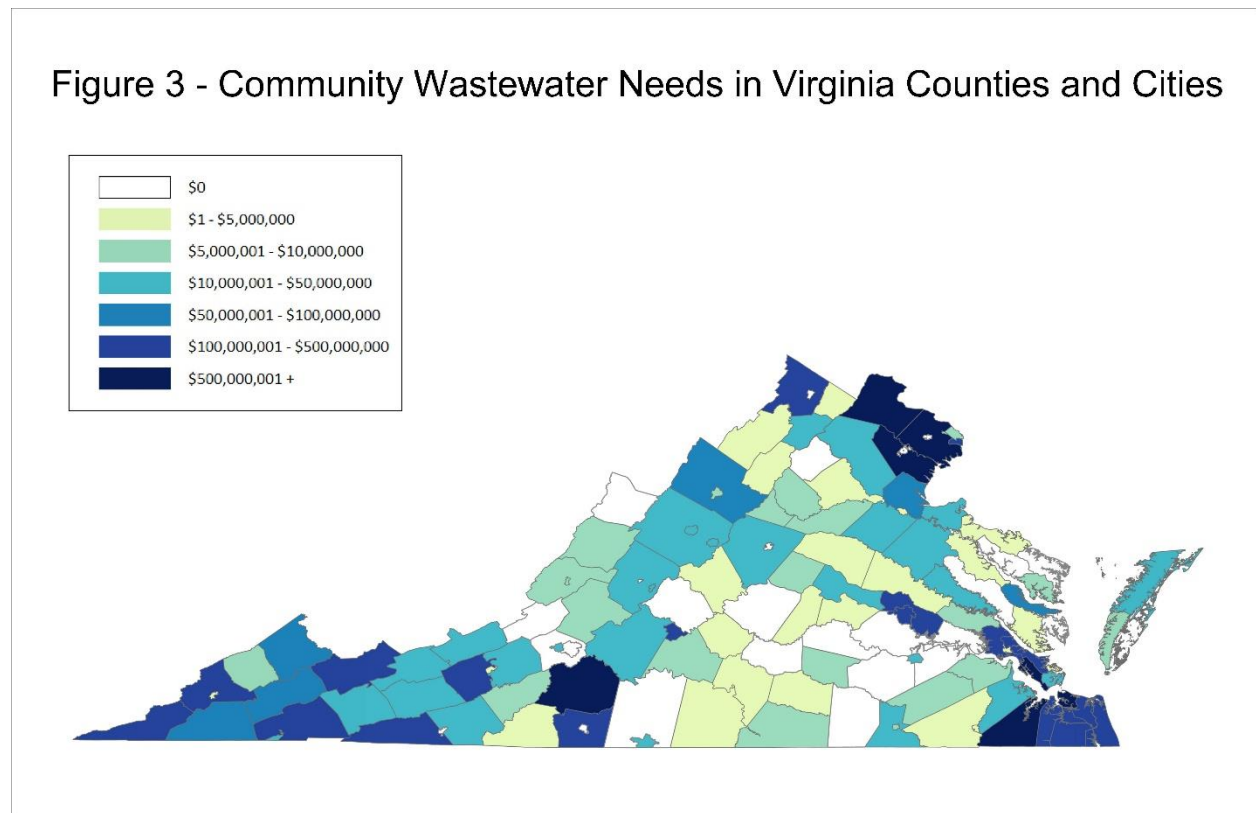 Figure 3 - Community Wastewater Needs in Virginia Counties and Cities
$0
$1 - $5,000,000
$5,000,001 - $10,000,000
$10,000,001 - $50,000,000
$50,000,001 - $100,000,000
$100,000,001 - $500,000,000
$500,000,001 +